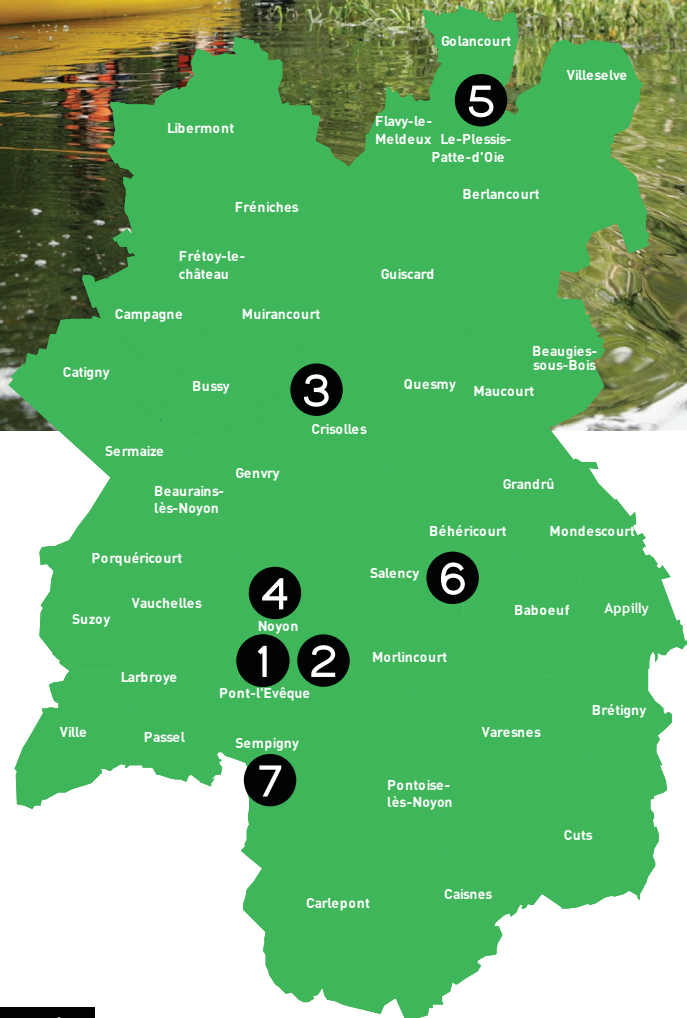 Golancourt
Villeselve
5
Flavy-le-
Meldeux
Libermont
Le-Plessis-
Patte-d'Oie
Berlancourt
Fréniches
Frétoy-le-
château
Guiscard
Campagne
Muirancourt
Beaugies-
sous-Bois
Catigny
Bussy
3
Quesmy
Maucourt
Crisolles
Sermaize
Genvry
Grandrû
Beaurains-
lès-Noyon
Béhéricourt
Mondescourt
Porquéricourt
Salency
6
4
Vauchelles
Suzoy
Noyon
Baboeuf
Appilly
1
2
Morlincourt
Larbroye
Pont-l'Evêque
Brétigny
Ville
Passel
Varesnes
Sempigny
7
Pontoise-
lès-Noyon
Cuts
Caisnes
Carlepont